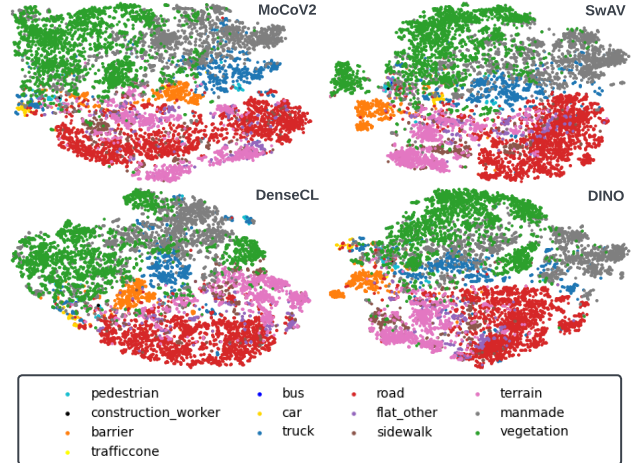 MoCoV2
SwAV
DenseCL
DINO
pedestrian bus road terrain
construction_worker car flat_other manmade
barrier truck sidewalk vegetation
trafficcone